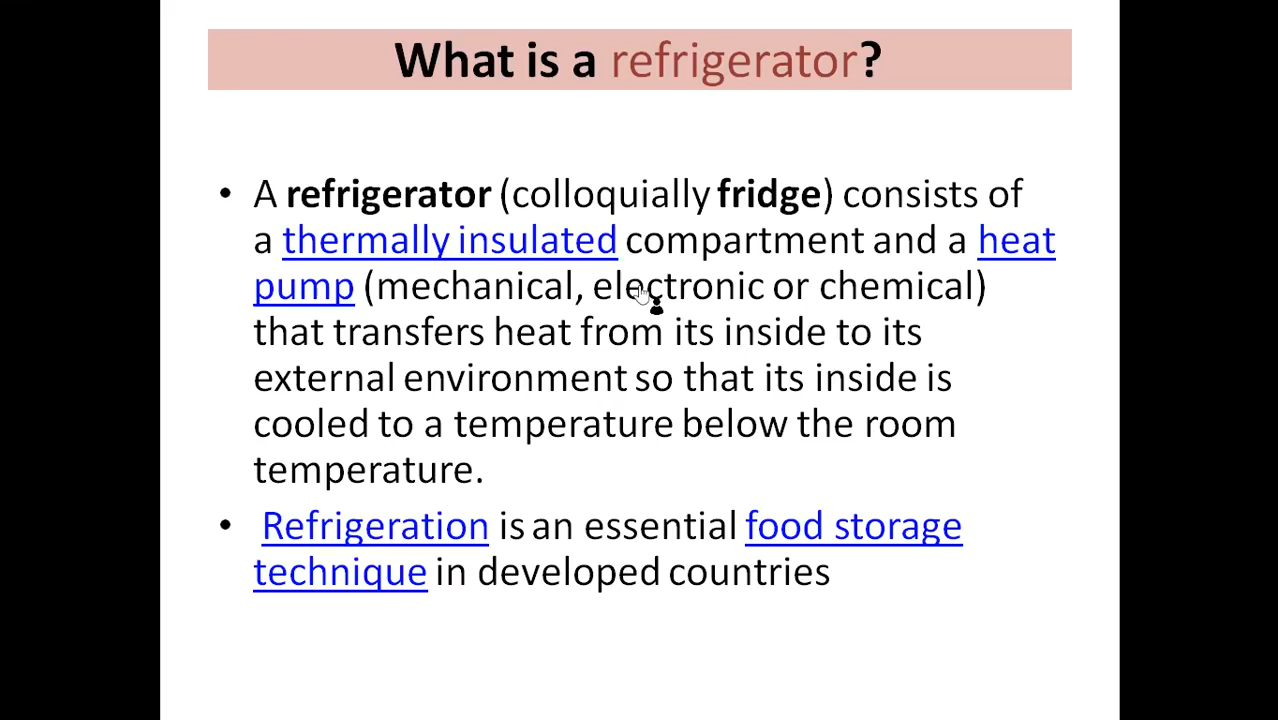 What is a refrigerator?
• A refrigerator (colloquially fridge) consists of
a thermally insulated compartment and a heat
pump (mechanical, electronic or chemical)
that transfers heat from its inside to its
external environment so that its inside is
cooled to a temperature below the room
temperature.
• Refrigeration is an essential food storage
technique in developed countries